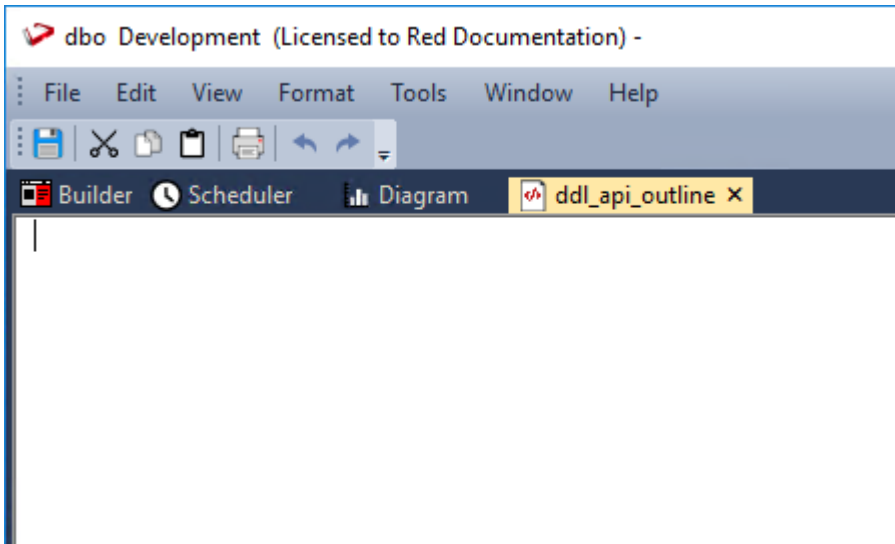 dbo Development (Licensed to Red Documentation) -
File Edit View Format Tools Window Help
Builder Scheduler Diagram ddl_api_outline